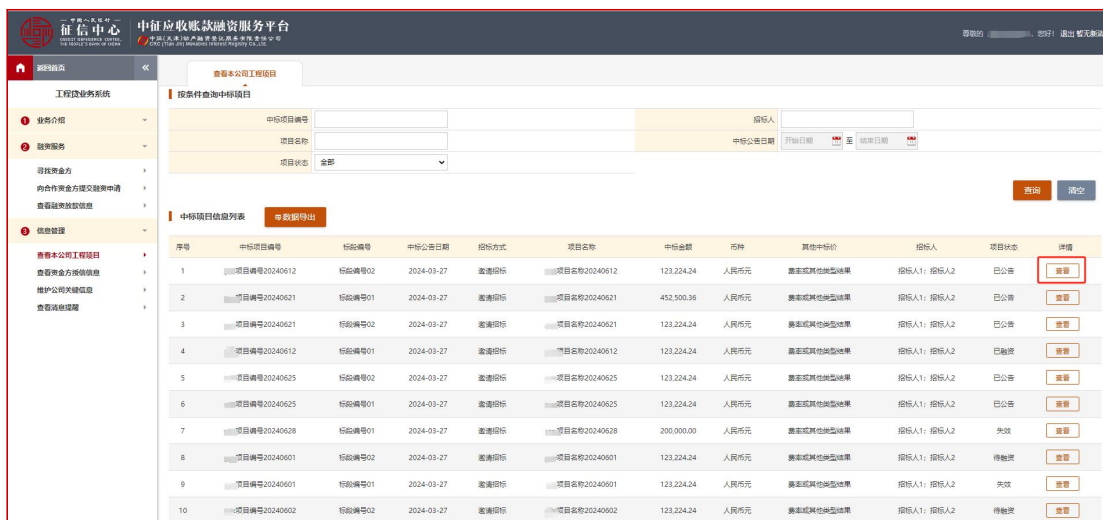 中国人民银行
征信中心
CREDIT REFERENCE CENTER,
THE PEOPLE'S BANK OF CHINA
中征应收账款融资服务平台
中征(天津)动产融资登记服务有限责任公司
CRC (Tian Jin) Movables Interest Registry Co.,Ltd.
尊敬的 ，您好! 退出 暂无新消
返回首页 «
工程贷业务系统
1 业务介绍
2 融资服务
寻找资金方
向合作资金方提交融资申请
查看融资放款信息
3 信息管理
查看本公司工程项目
查看资金方授信信息
维护公司关键信息
查看消息提醒
查看本公司工程项目
按条件查询中标项目
中标项目编号 招标人
项目名称 中标公告日期 开始日期 至 结束日期
项目状态 全部
查询 清空
中标项目信息列表 数据导出
序号 中标项目编号 标段编号 中标公告日期 招标方式 项目名称 中标金额 币种 其他中标价 招标人 项目状态 详情
1 项目编号20240612 标段编号02 2024-03-27 邀请招标 项目名称20240612 123,224.24 人民币元 费率或其他类型结果 招标人1; 招标人2 已公告 查看
2 项目编号20240621 标段编号01 2024-03-27 邀请招标 项目名称20240621 452,500.36 人民币元 费率或其他类型结果 招标人1; 招标人2 已公告 查看
3 项目编号20240621 标段编号02 2024-03-27 邀请招标 项目名称20240621 123,224.24 人民币元 费率或其他类型结果 招标人1; 招标人2 已公告 查看
4 项目编号20240612 标段编号01 2024-03-27 邀请招标 项目名称20240612 123,224.24 人民币元 费率或其他类型结果 招标人1; 招标人2 已融资 查看
5 项目编号20240625 标段编号02 2024-03-27 邀请招标 项目名称20240625 123,224.24 人民币元 费率或其他类型结果 招标人1; 招标人2 已公告 查看
6 项目编号20240625 标段编号01 2024-03-27 邀请招标 项目名称20240625 123,224.24 人民币元 费率或其他类型结果 招标人1; 招标人2 已公告 查看
7 项目编号20240628 标段编号01 2024-03-27 邀请招标 项目名称20240628 200,000.00 人民币元 费率或其他类型结果 招标人1; 招标人2 失效 查看
8 项目编号20240601 标段编号02 2024-03-27 邀请招标 项目名称20240601 123,224.24 人民币元 费率或其他类型结果 招标人1; 招标人2 待融资 查看
9 项目编号20240601 标段编号01 2024-03-27 邀请招标 项目名称20240601 123,224.24 人民币元 费率或其他类型结果 招标人1; 招标人2 失效 查看
10 项目编号20240602 标段编号02 2024-03-27 邀请招标 项目名称20240602 123,224.24 人民币元 费率或其他类型结果 招标人1; 招标人2 待融资 查看